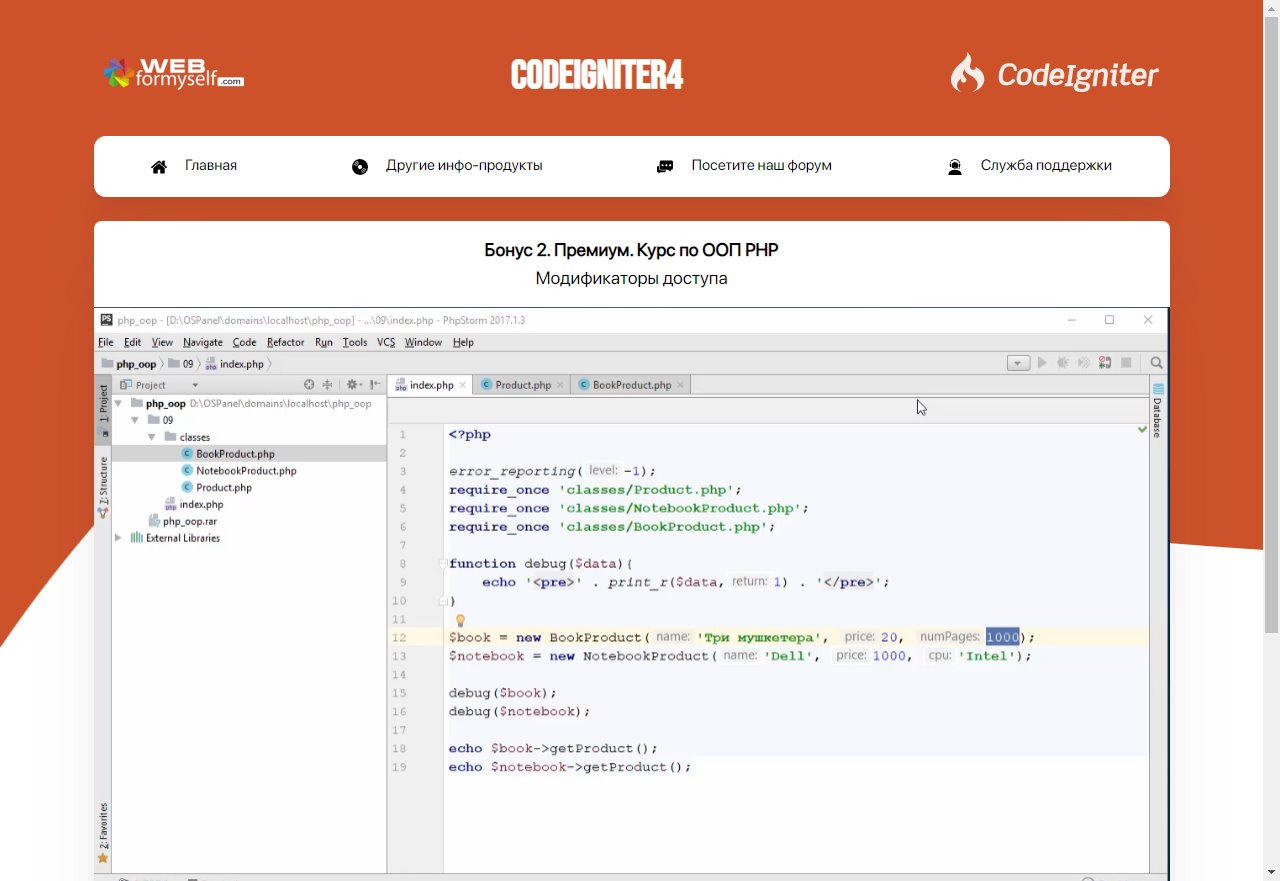 WEB
formyself.com
CODEIGNITER4
CodeIgniter
Главная
Другие инфо-продукты
Посетите наш форум
Служба поддержки
Бонус 2. Премиум. Курс по ООП PHP
Модификаторы доступа
PS php_oop - [D:\OSPanel\domains\localhost\php_oop] - ...\09\index.php - PhpStorm 2017.1.3
File Edit View Navigate Code Refactor Run Tools VCS Window Help
php_oop 09 index.php
1: Project
Project
index.php Product.php BookProduct.php
Database
php_oop D:\OSPanel\domains\localhost\php_oop
09
classes
BookProduct.php
NotebookProduct.php
Product.php
index.php
php_oop.rar
External Libraries
Z: Structure
2: Favorites
1 <?php
2
3 error_reporting( level: -1);
4 require_once 'classes/Product.php';
5 require_once 'classes/NotebookProduct.php';
6 require_once 'classes/BookProduct.php';
7
8 function debug($data){
9 echo '<pre>' . print_r($data, return: 1) . '</pre>';
10 }
11
12 $book = new BookProduct( name: 'Три мушкетера', price: 20, numPages: 1000);
13 $notebook = new NotebookProduct( name: 'Dell', price: 1000, cpu: 'Intel');
14
15 debug($book);
16 debug($notebook);
17
18 echo $book->getProduct();
19 echo $notebook->getProduct();